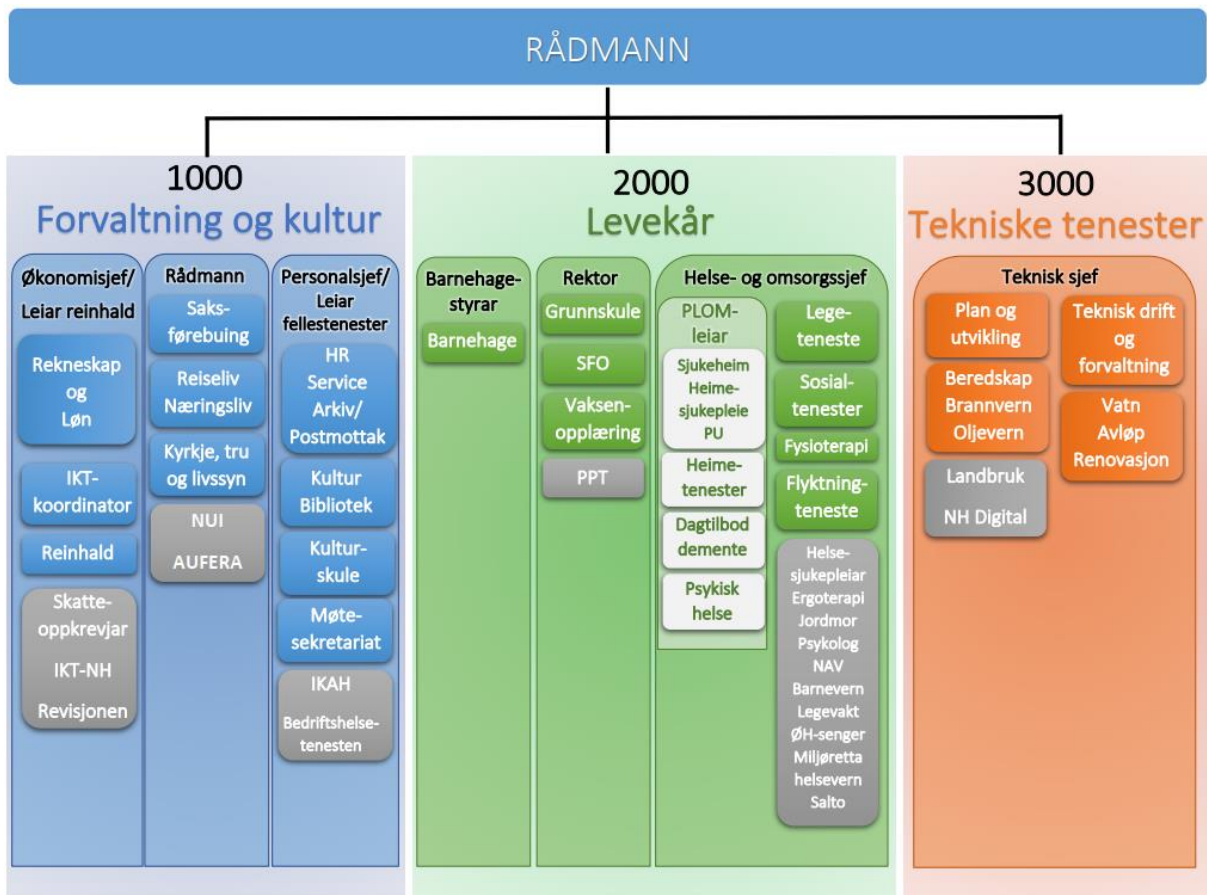 RÅDMANN
1000
Forvaltning og kultur
Økonomisjef/
Leiar reinhald
Rekneskap
og
Løn
IKT-
koordinator
Reinhald
Skatte-
oppkrevjar
IKT-NH
Revisjonen
Rådmann
Saks-
førebuing
Reiseliv
Næringsliv
Kyrkje, tru
og livssyn
NUI
AUFERA
Personalsjef/
Leiar
fellestenester
HR
Service
Arkiv/
Postmottak
Kultur
Bibliotek
Kultur-
skule
Møte-
sekretariat
IKAH
Bedriftshelse-
tenesten
2000
Levekår
Barnehage-
styrar
Barnehage
Rektor
Grunnskule
SFO
Vaksen-
opplæring
PPT
Helse- og omsorgssjef
PLOM-
leiar
Sjukeheim
Heime-
sjukepleie
PU
Heime-
tenester
Dagtilbod
demente
Psykisk
helse
Lege-
teneste
Sosial-
tenester
Fysioterapi
Flyktning-
teneste
Helse-
sjukepleiar
Ergoterapi
Jordmor
Psykolog
NAV
Barnevern
Legevakt
ØH-senger
Miljøretta
helsevern
Salto
3000
Tekniske tenester
Teknisk sjef
Plan og
utvikling
Beredskap
Brannvern
Oljevern
Landbruk
NH Digital
Teknisk drift
og
forvaltning
Vatn
Avløp
Renovasjon